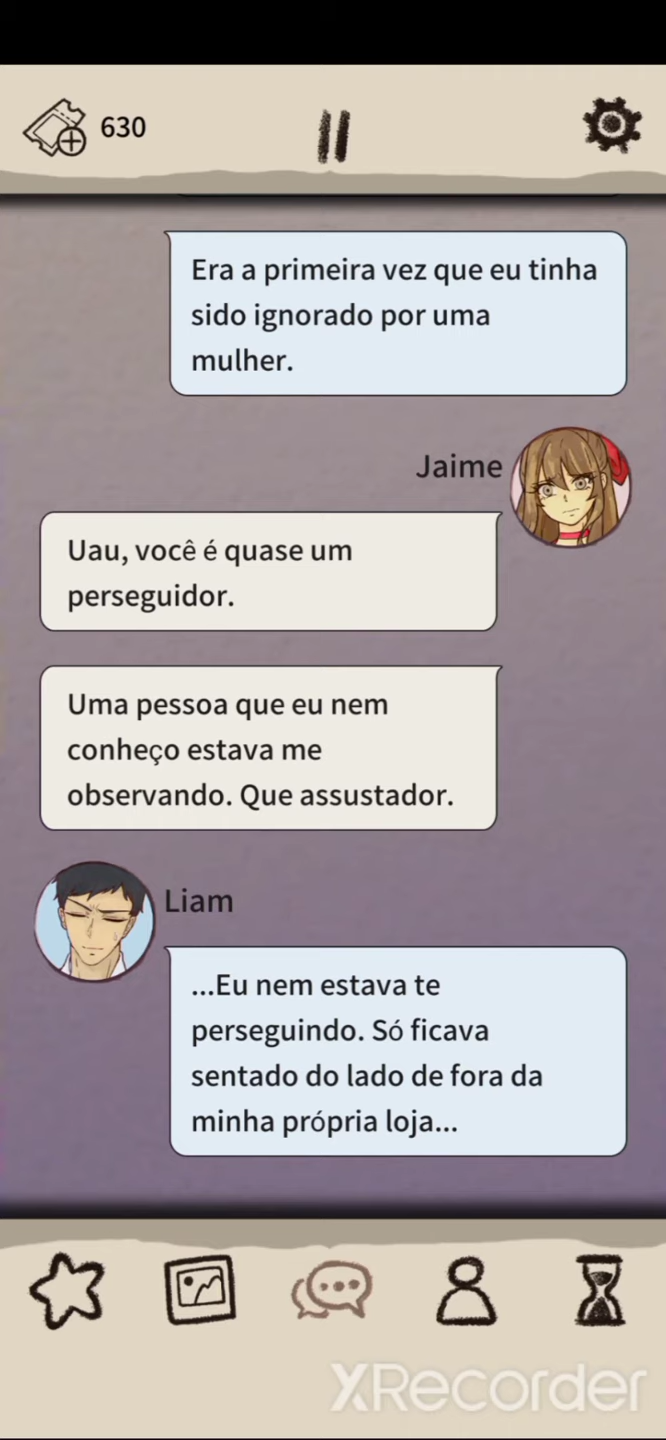 630
Era a primeira vez que eu tinha
sido ignorado por uma
mulher.
Jaime
Uau, você é quase um
perseguidor.
Uma pessoa que eu nem
conheço estava me
observando. Que assustador.
Liam
...Eu nem estava te
perseguindo. Só ficava
sentado do lado de fora da
minha própria loja...
XRecorder